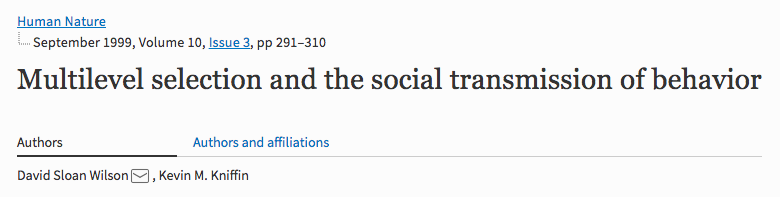 Human Nature
September 1999, Volume 10, Issue 3, pp 291–310
Multilevel selection and the social transmission of behavior
Authors
Authors and affiliations
David Sloan Wilson , Kevin M. Kniffin